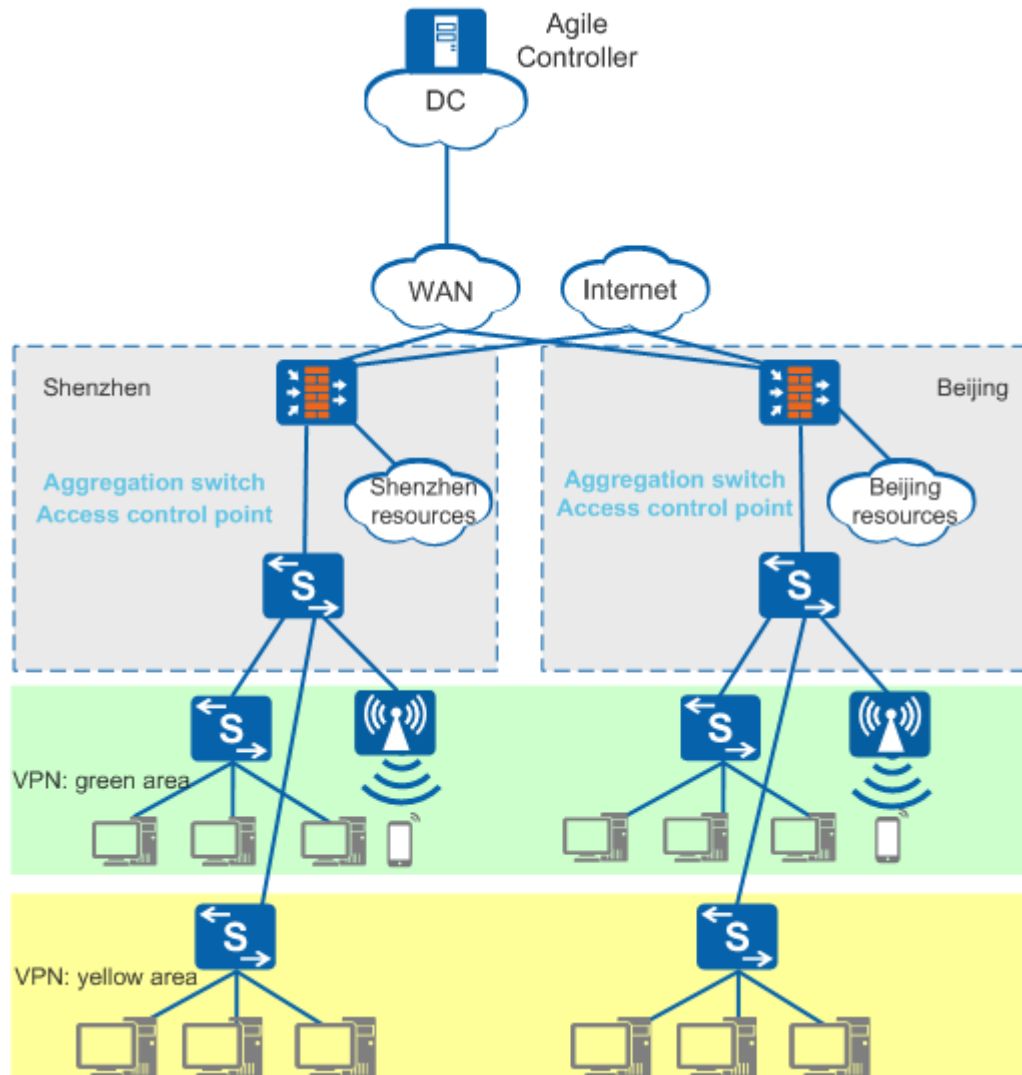 Agile
Controller
DC
WAN
Internet
Shenzhen
Beijing
Aggregation switch
Access control point
Shenzhen
resources
Aggregation switch
Access control point
Beijing
resources
S
S
S
S
VPN: green area
S
S
VPN: yellow area